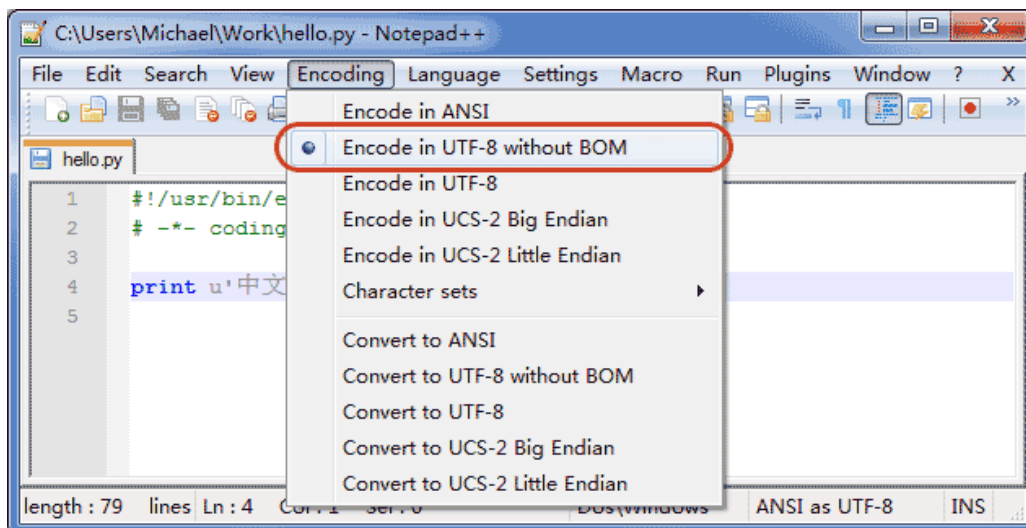 C:\Users\Michael\Work\hello.py - Notepad++
File Edit Search View Encoding Language Settings Macro Run Plugins Window ? X
Encode in ANSI
hello.py
Encode in UTF-8 without BOM
Encode in UTF-8
Encode in UCS-2 Big Endian
Encode in UCS-2 Little Endian
Character sets
Convert to ANSI
Convert to UTF-8 without BOM
Convert to UTF-8
Convert to UCS-2 Big Endian
Convert to UCS-2 Little Endian
1 #!/usr/bin/e
2 # -*- coding
3
4 print u'中文
5
length : 79 lines Ln : 4 Dos\Windows ANSI as UTF-8 INS